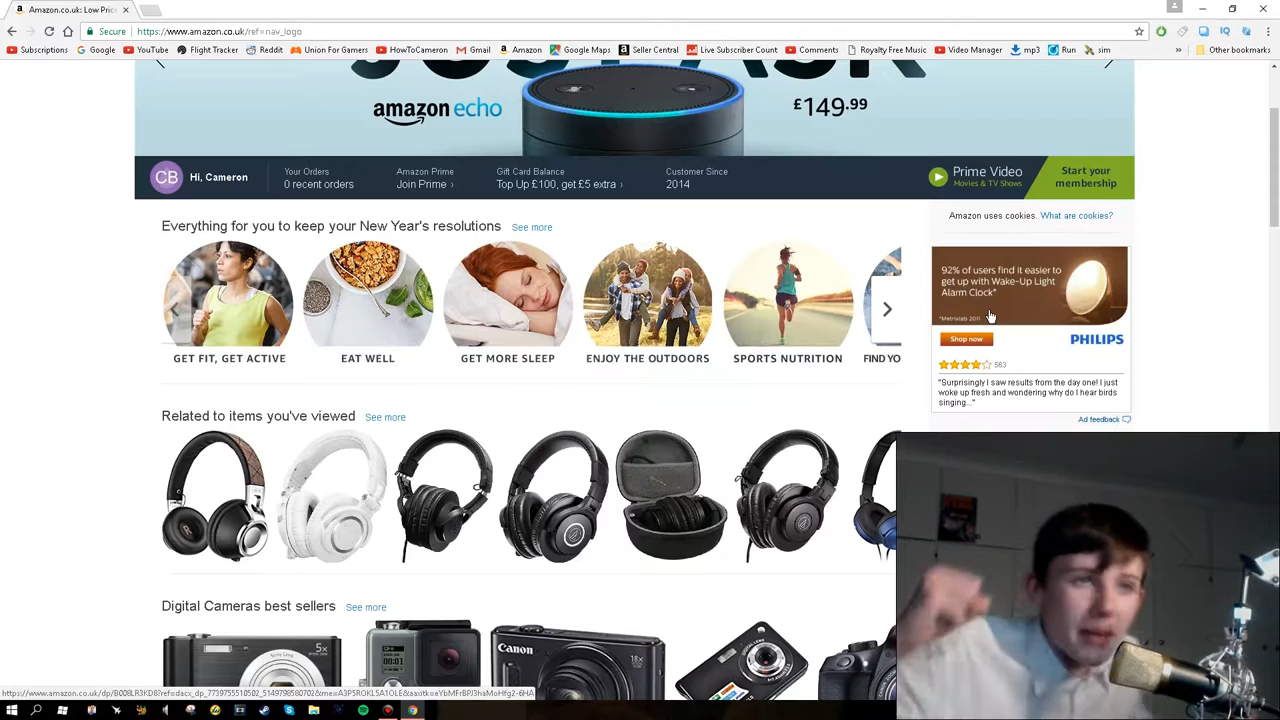 Amazon.co.uk: Low Price
Secure
https://www.amazon.co.uk/ref=nav_logo
Subscriptions Google YouTube Flight Tracker Reddit Union For Gamers HowToCameron Gmail Amazon Google Maps Seller Central Live Subscriber Count Comments Royalty Free Music Video Manager mp3 Run sim » Other bookmarks
JUST ASK
amazon echo
£149.99
CB Hi, Cameron
Your Orders
0 recent orders
Amazon Prime
Join Prime ›
Gift Card Balance
Top Up £100, get £5 extra ›
Customer Since
2014
Prime Video
Movies & TV Shows
Start your
membership
Amazon uses cookies. What are cookies?
Everything for you to keep your New Year's resolutions See more
GET FIT, GET ACTIVE
EAT WELL
GET MORE SLEEP
ENJOY THE OUTDOORS
SPORTS NUTRITION
FIND YO
92% of users find it easier to
get up with Wake-Up Light
Alarm Clock*
*Metrixlab 2011
Shop now
PHILIPS
563
"Surprisingly I saw results from the day one! I just
woke up fresh and wondering why do I hear birds
singing..."
Ad feedback
Related to items you've viewed See more
Digital Cameras best sellers See more
5x
00:01
Canon